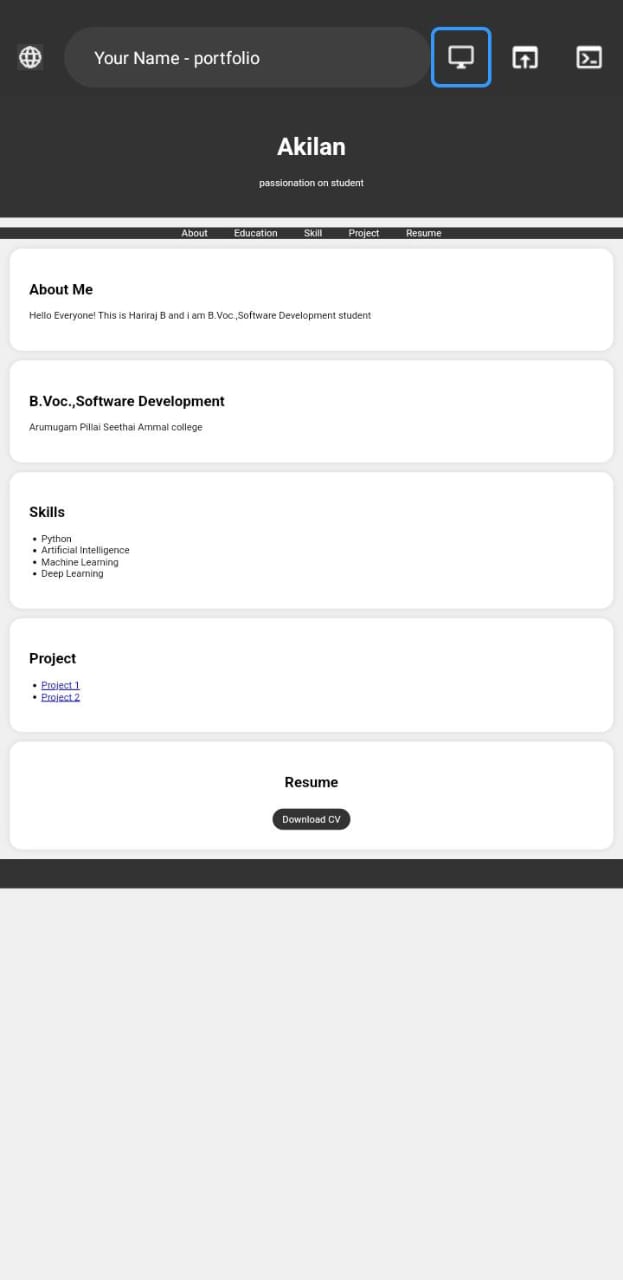 Your Name - portfolio
Akilan
passionation on student
About Education Skill Project Resume
About Me
Hello Everyone! This is Hariraj B and i am B.Voc.,Software Development student
B.Voc.,Software Development
Arumugam Pillai Seethai Ammal college
Skills
Python
Artificial Intelligence
Machine Learning
Deep Learning
Project
Project 1
Project 2
Resume
Download CV